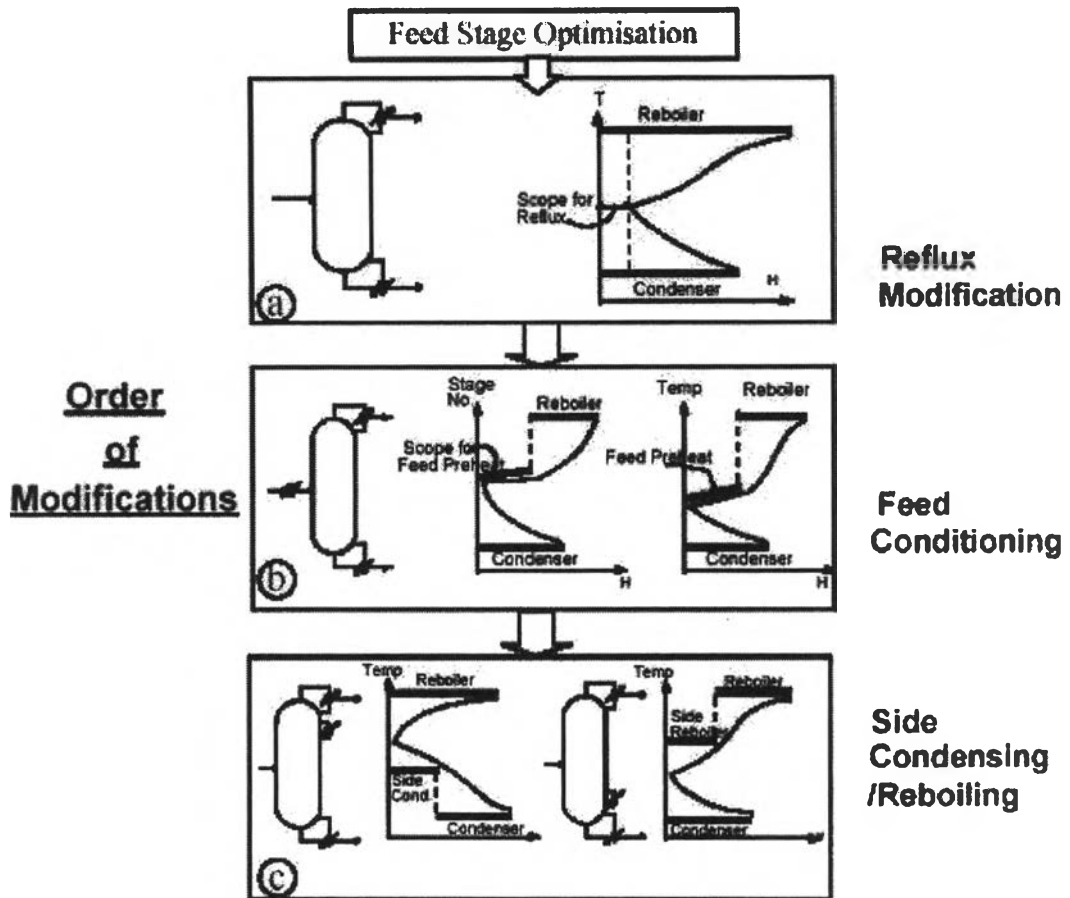 Feed Stage Optimisation
T
Reboiler
Scope for
Reflux
Condenser
H
a
Reflux
Modification
Order
of
Modifications
Stage
No
Reboiler
Scope for
Feed Preheat
Condenser
H
Temp
Reboiler
Feed Preheat
Condenser
H
b
Feed
Conditioning
Temp
Reboiler
Side
Cond.
Condenser
Temp
Reboiler
Side
Reboiler
Condenser
c
Side
Condensing
/Reboiling